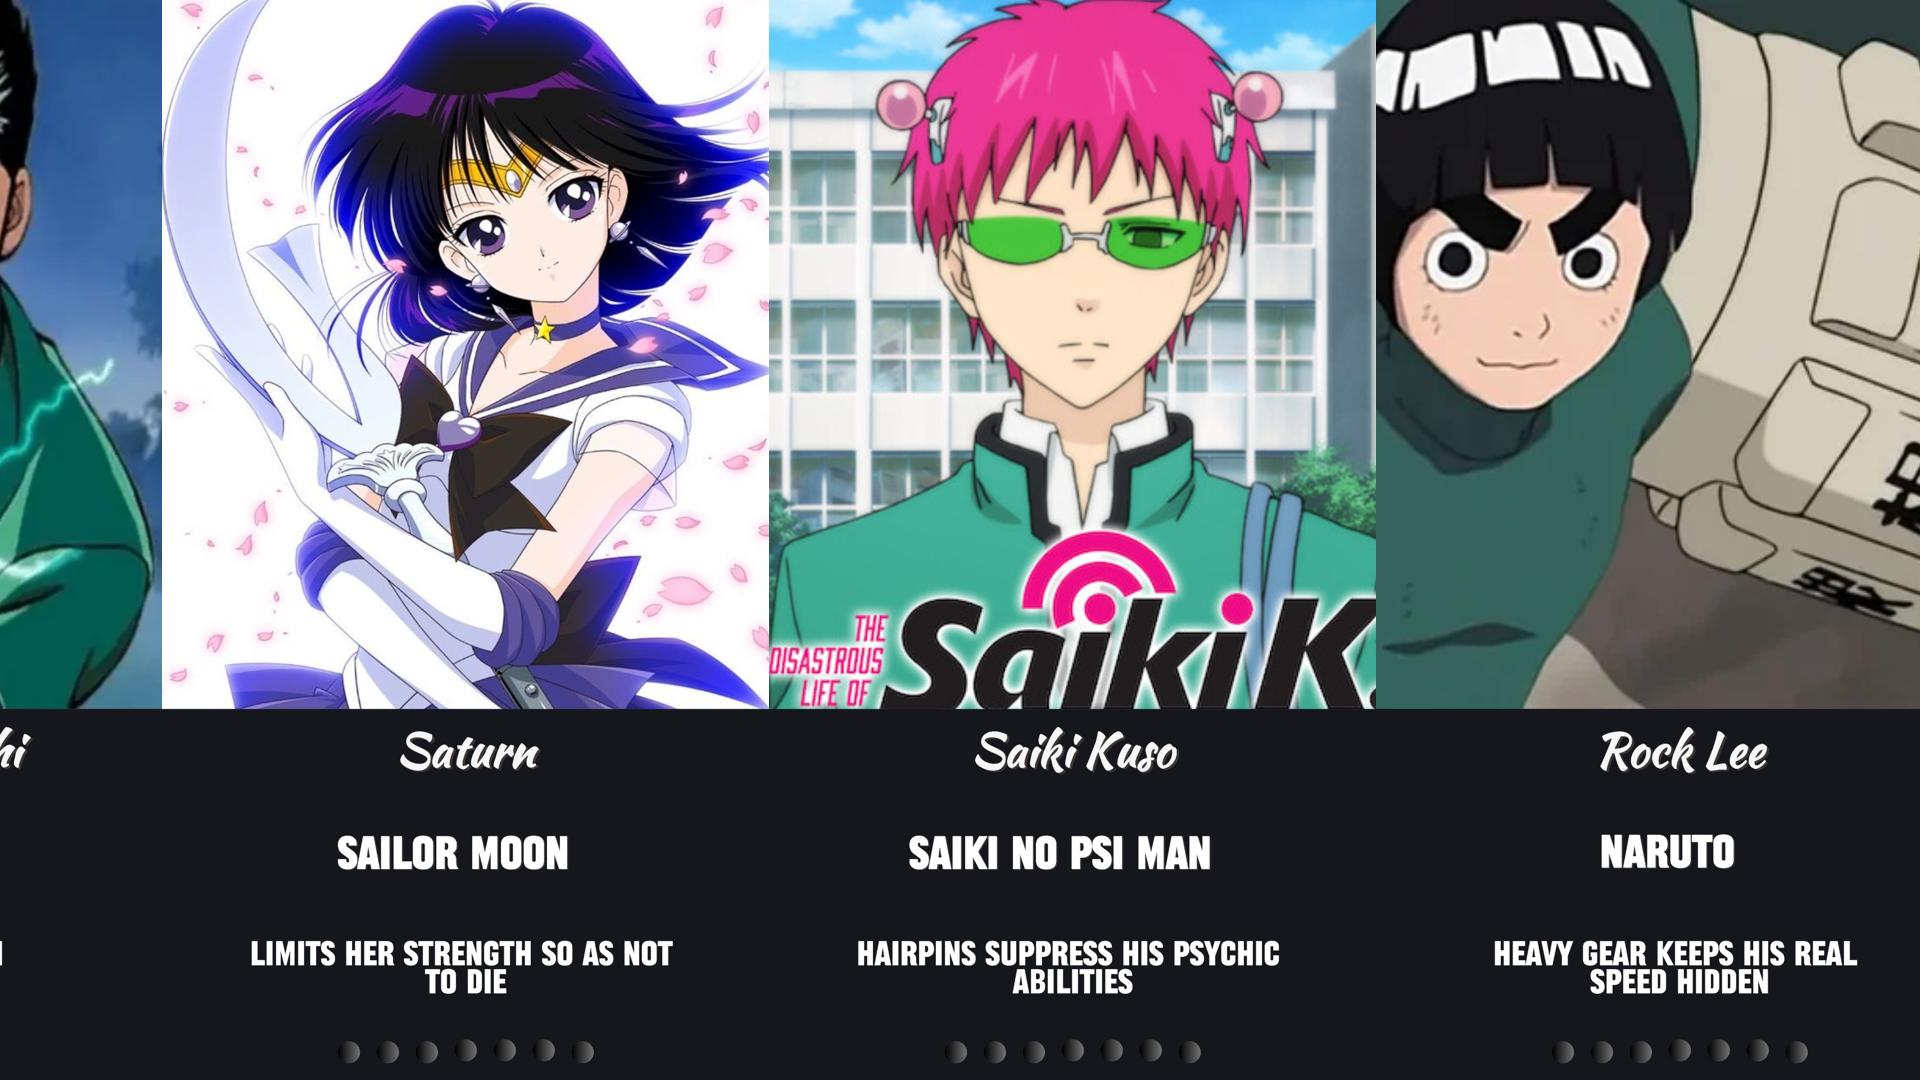 THE
DISASTROUS
LIFE OF
Saiki K.
hi
Saturn
SAILOR MOON
LIMITS HER STRENGTH SO AS NOT
TO DIE
Saiki Kuso
SAIKI NO PSI MAN
HAIRPINS SUPPRESS HIS PSYCHIC
ABILITIES
Rock Lee
NARUTO
HEAVY GEAR KEEPS HIS REAL
SPEED HIDDEN